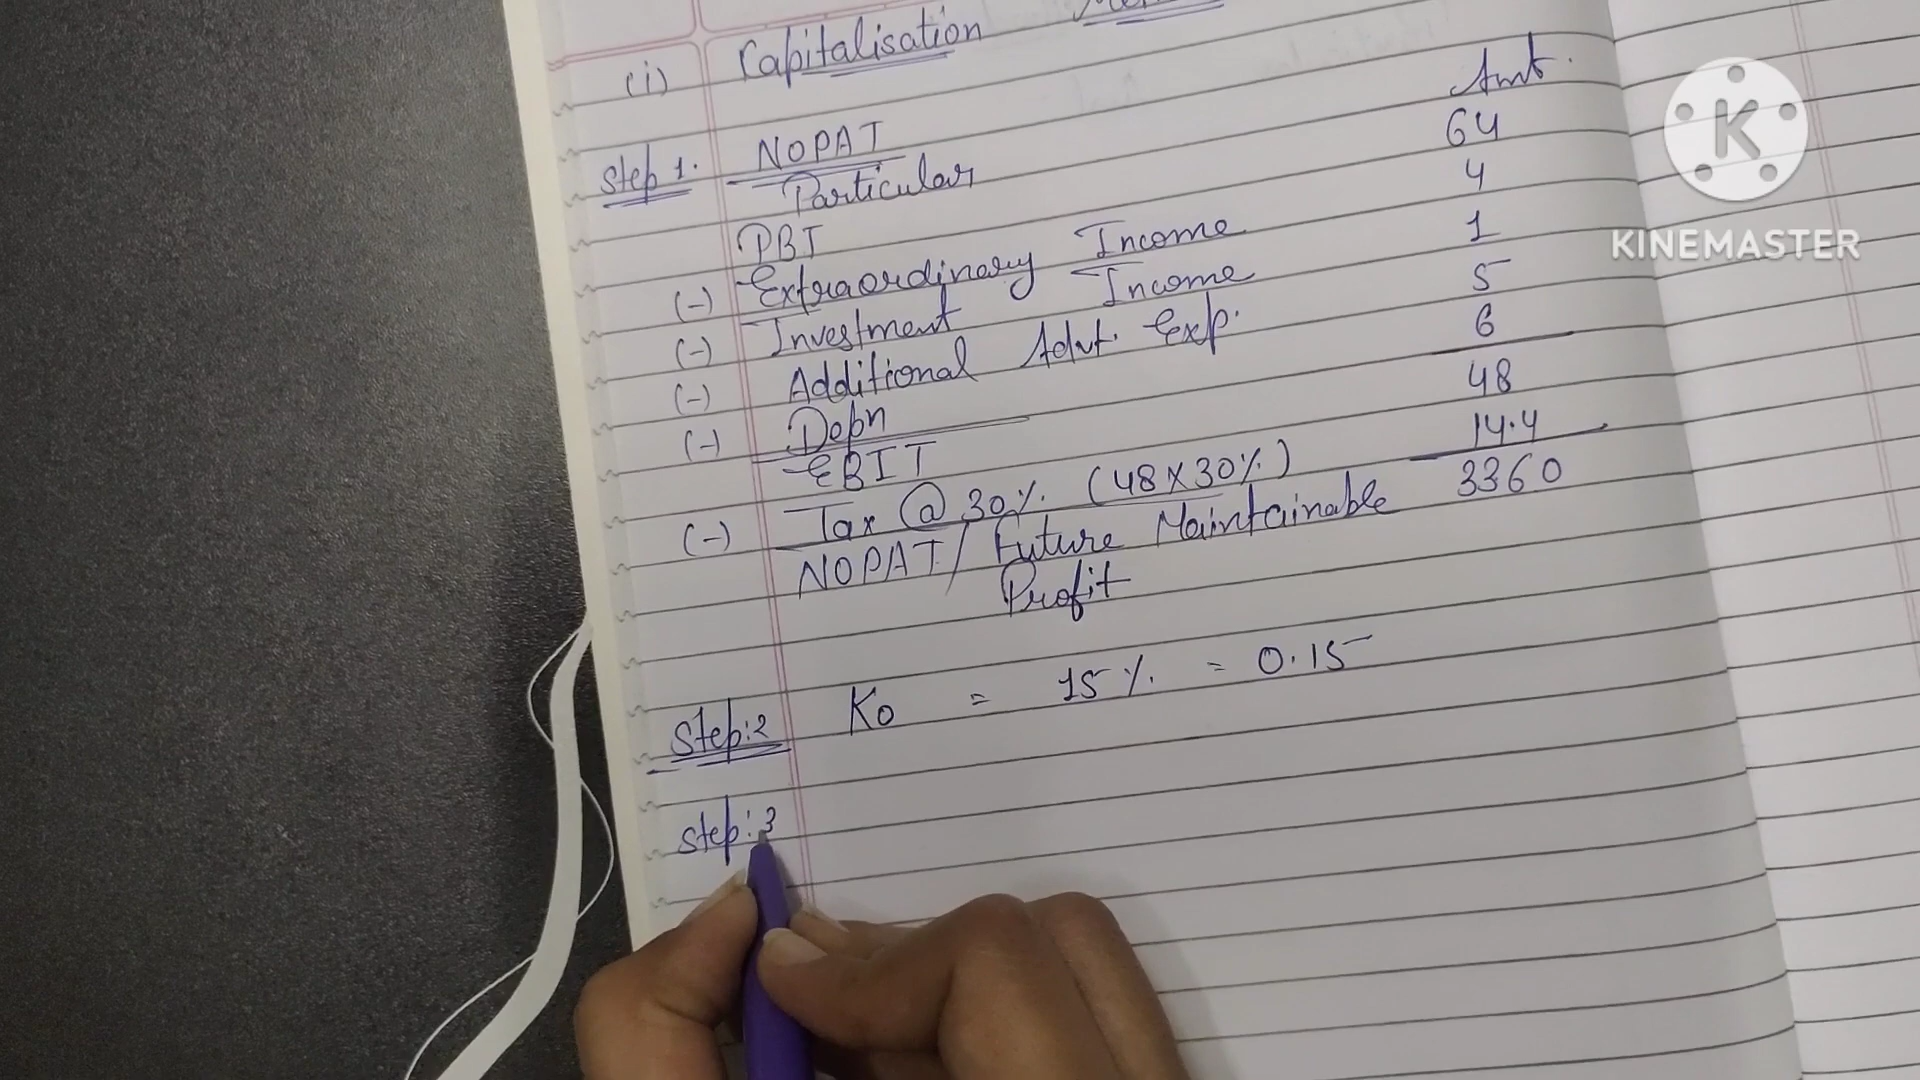 (i) Capitalisation
Amt.
Step 1. NOPAT
Particular
PBT 64
(-) Extraordinary Income 4
(-) Investment Income 1
(-) Additional Advt. Exp. 5
(-) Depn 6
EBIT 48
(-) Tax @ 30%. (48 X 30%) 14.4
NOPAT/ Future Maintainable 3360
Profit
Step:2 Ko = 15%. = 0.15
Step:3
K
KINEMASTER